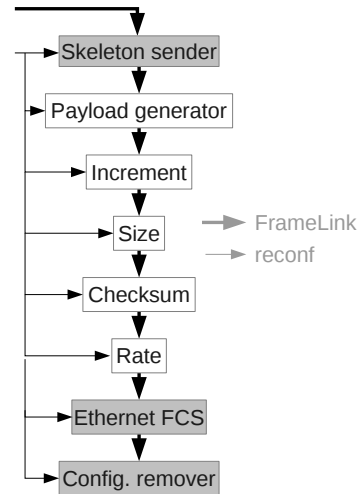 Skeleton sender
Payload generator
Increment
Size
FrameLink
reconf
Checksum
Rate
Ethernet FCS
Config. remover